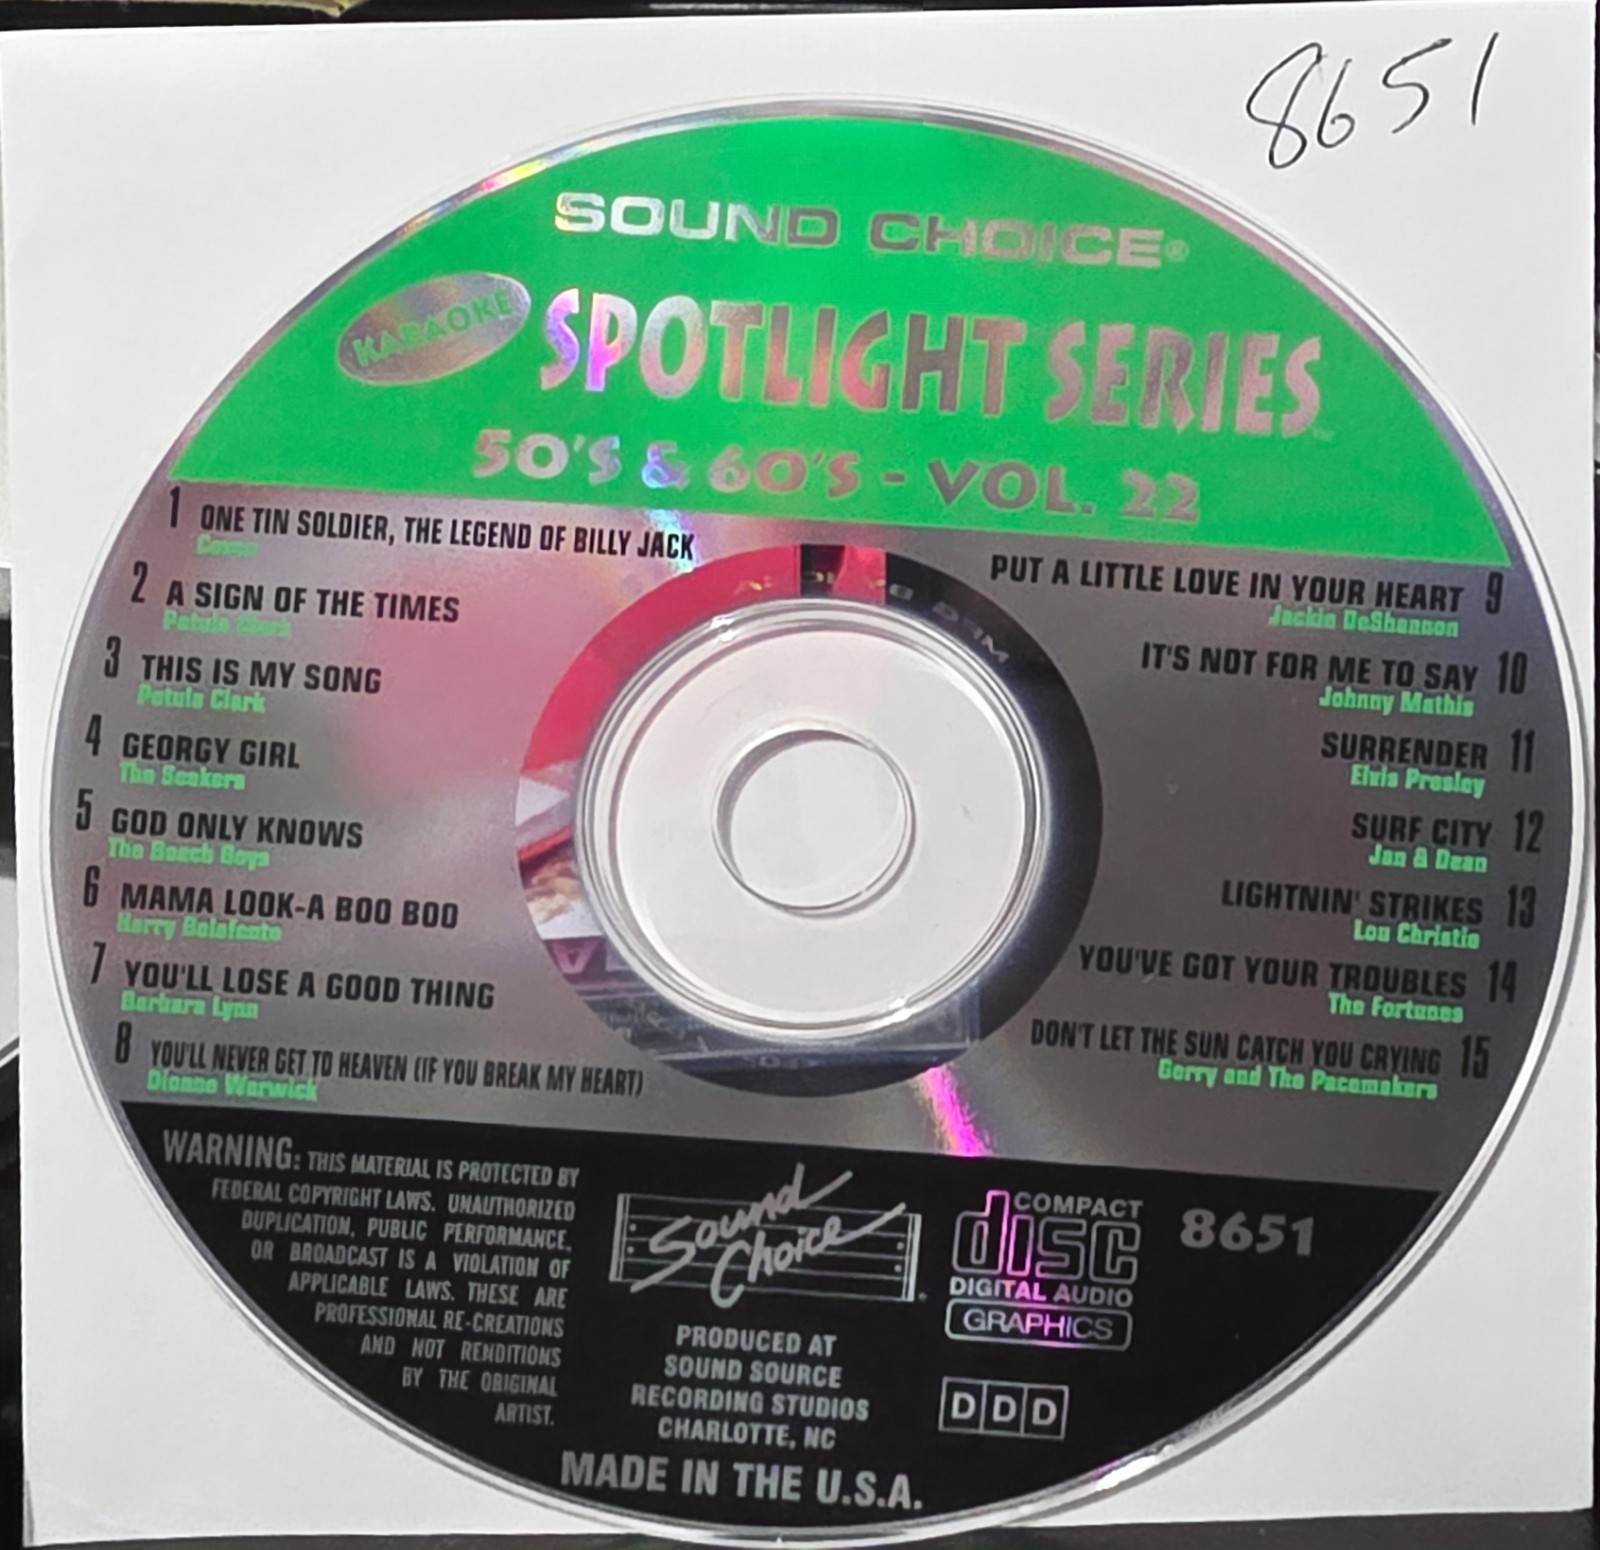 8651
SOUND CHOICE®
KARAOKE
SPOTLIGHT SERIES™
50'S & 60'S - VOL. 22
1 ONE TIN SOLDIER, THE LEGEND OF BILLY JACK
Coven
2 A SIGN OF THE TIMES
Petula Clark
3 THIS IS MY SONG
Petula Clark
4 GEORGY GIRL
The Seekers
5 GOD ONLY KNOWS
The Beach Boys
6 MAMA LOOK-A BOO BOO
Harry Belafonte
7 YOU'LL LOSE A GOOD THING
Barbara Lynn
8 YOU'LL NEVER GET TO HEAVEN (IF YOU BREAK MY HEART)
Dionne Warwick
PUT A LITTLE LOVE IN YOUR HEART 9
Jackie DeShannon
IT'S NOT FOR ME TO SAY 10
Johnny Mathis
SURRENDER 11
Elvis Presley
SURF CITY 12
Jan & Dean
LIGHTNIN' STRIKES 13
Lou Christie
YOU'VE GOT YOUR TROUBLES 14
The Fortunes
DON'T LET THE SUN CATCH YOU CRYING 15
Gerry and The Pacemakers
WARNING: THIS MATERIAL IS PROTECTED BY
FEDERAL COPYRIGHT LAWS. UNAUTHORIZED
DUPLICATION, PUBLIC PERFORMANCE,
OR BROADCAST IS A VIOLATION OF
APPLICABLE LAWS. THESE ARE
PROFESSIONAL RE-CREATIONS
AND NOT RENDITIONS
BY THE ORIGINAL
ARTIST.
Sound
Choice
PRODUCED AT
SOUND SOURCE
RECORDING STUDIOS
CHARLOTTE, NC
MADE IN THE U.S.A.
COMPACT
disc
DIGITAL AUDIO
GRAPHICS
DDD
8651